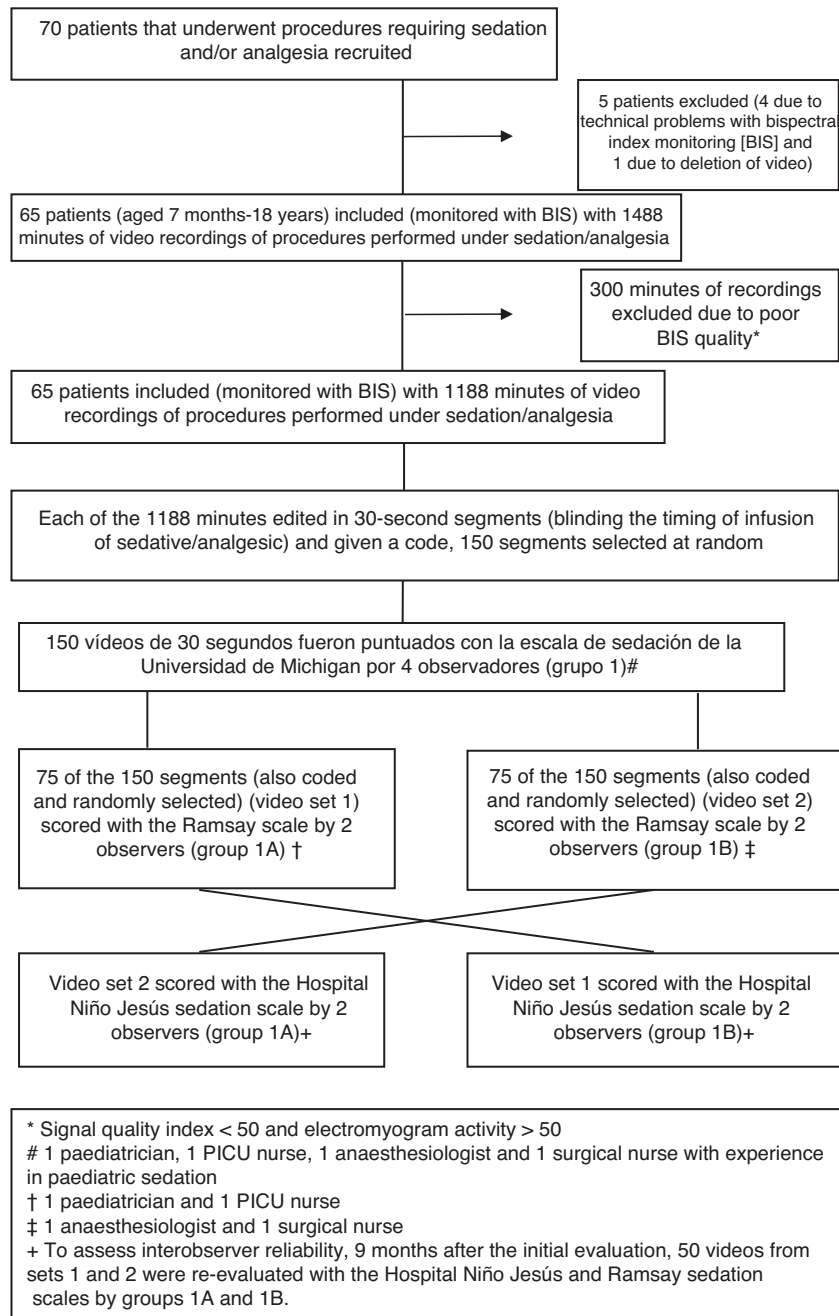 70 patients that underwent procedures requiring sedation
and/or analgesia recruited
5 patients excluded (4 due to
technical problems with bispectral
index monitoring [BIS] and
1 due to deletion of video)
65 patients (aged 7 months-18 years) included (monitored with BIS) with 1488
minutes of video recordings of procedures performed under sedation/analgesia
300 minutes of recordings
excluded due to poor
BIS quality*
65 patients included (monitored with BIS) with 1188 minutes of video
recordings of procedures performed under sedation/analgesia
Each of the 1188 minutes edited in 30-second segments (blinding the timing of infusion
of sedative/analgesic) and given a code, 150 segments selected at random
150 vídeos de 30 segundos fueron puntuados con la escala de sedación de la
Universidad de Michigan por 4 observadores (grupo 1)#
75 of the 150 segments (also coded
and randomly selected) (video set 1)
scored with the Ramsay scale by 2
observers (group 1A) †
75 of the 150 segments (also coded
and randomly selected) (video set 2)
scored with the Ramsay scale by 2
observers (group 1B) ‡
Video set 2 scored with the Hospital
Niño Jesús sedation scale by 2
observers (group 1A)+
Video set 1 scored with the Hospital
Niño Jesús sedation scale by 2
observers (group 1B)+
* Signal quality index < 50 and electromyogram activity > 50
# 1 paediatrician, 1 PICU nurse, 1 anaesthesiologist and 1 surgical nurse with experience
in paediatric sedation
† 1 paediatrician and 1 PICU nurse
‡ 1 anaesthesiologist and 1 surgical nurse
+ To assess interobserver reliability, 9 months after the initial evaluation, 50 videos from
sets 1 and 2 were re-evaluated with the Hospital Niño Jesús and Ramsay sedation
scales by groups 1A and 1B.